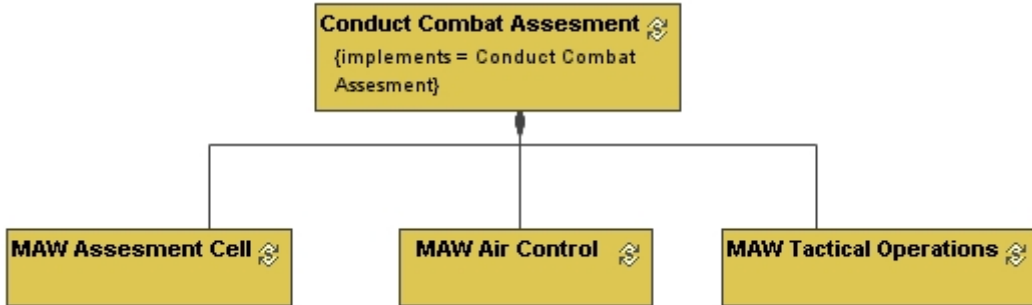 Conduct Combat Assesment
{implements = Conduct Combat
Assesment}
MAW Assesment Cell
MAW Air Control
MAW Tactical Operations